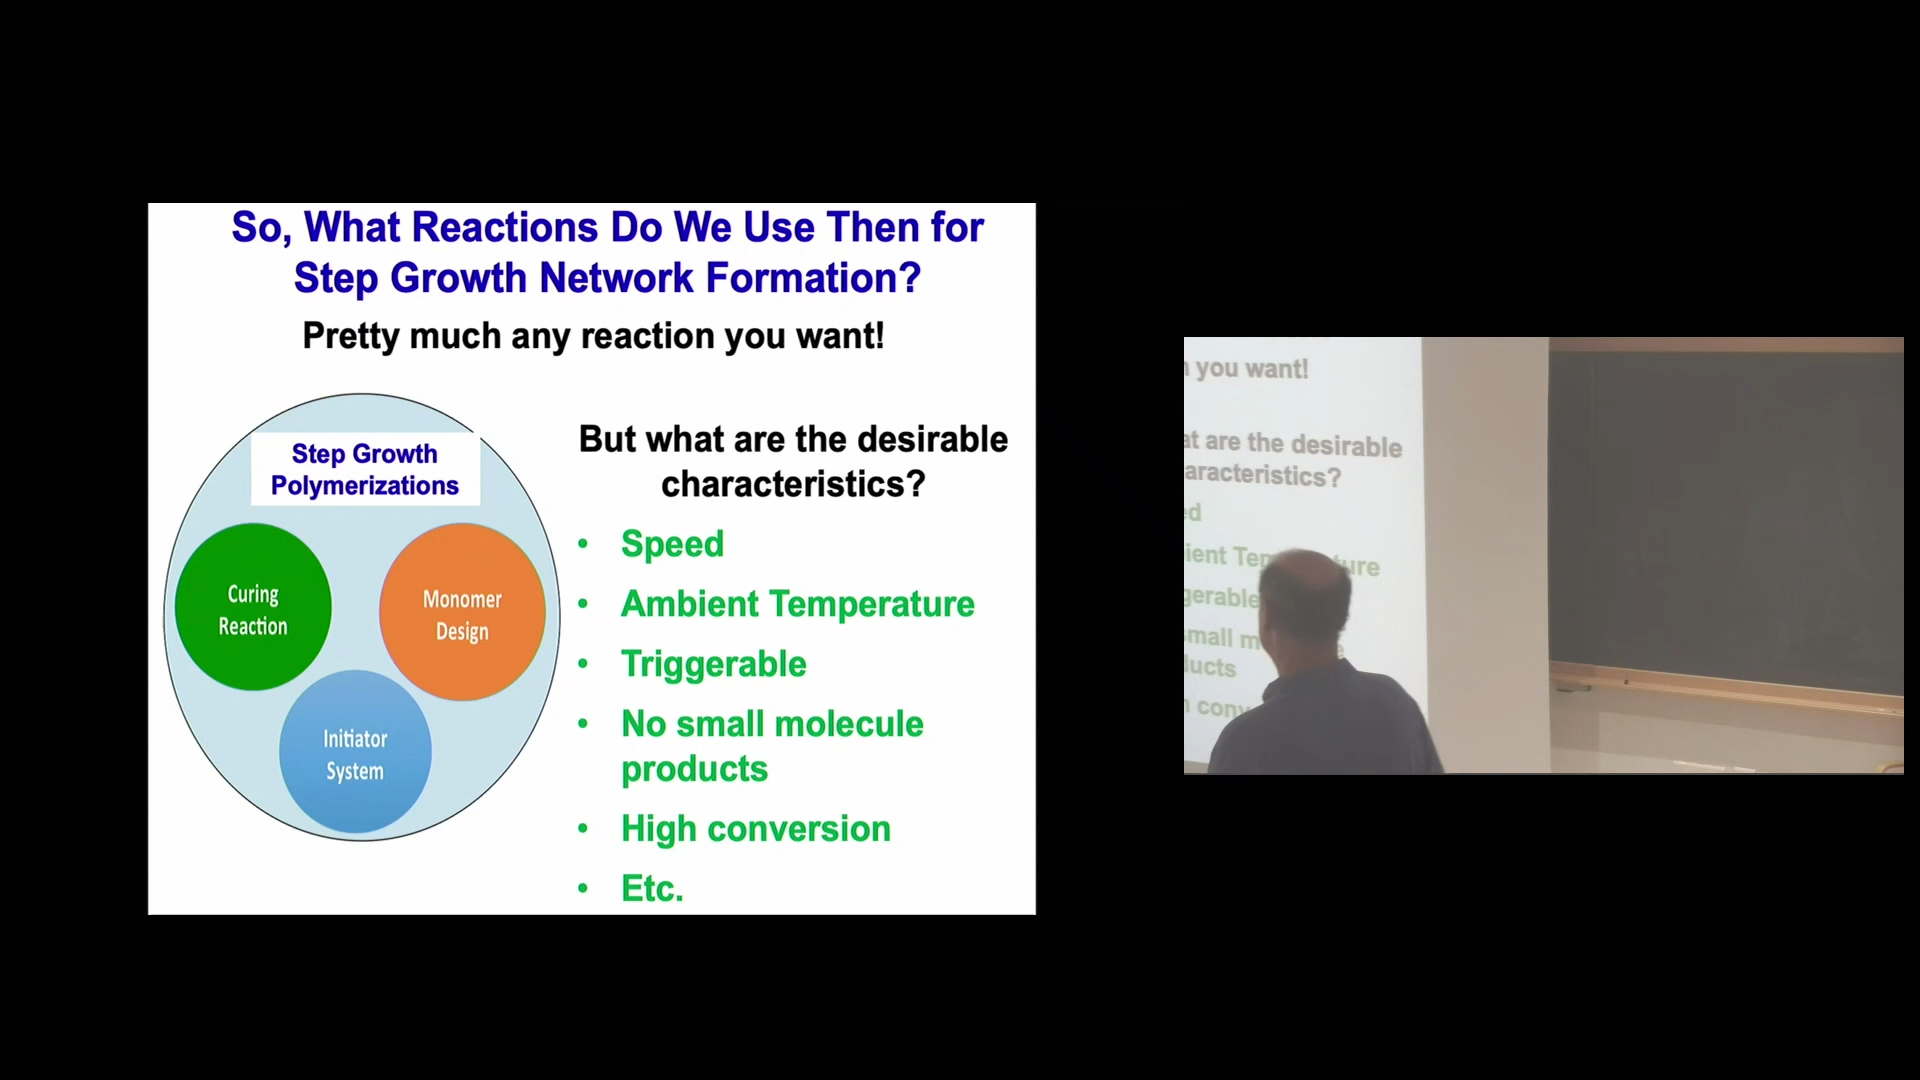 So, What Reactions Do We Use Then for
Step Growth Network Formation?
Pretty much any reaction you want!
Step Growth
Polymerizations
Curing
Reaction
Monomer
Design
Initiator
System
But what are the desirable
characteristics?
• Speed
• Ambient Temperature
• Triggerable
• No small molecule
products
• High conversion
• Etc.
you want!
are the desirable